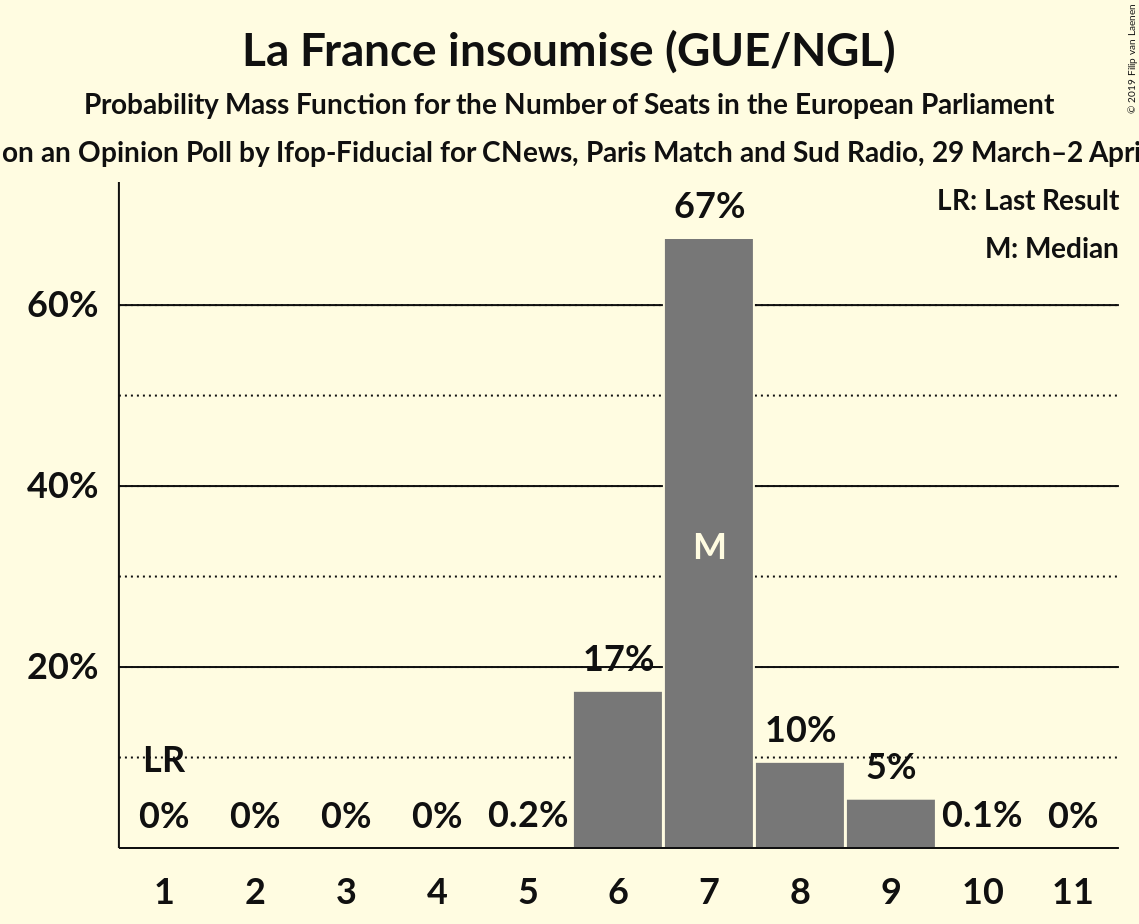 La France insoumise (GUE/NGL)
Probability Mass Function for the Number of Seats in the European Parliament
on an Opinion Poll by Ifop-Fiducial for CNews, Paris Match and Sud Radio, 29 March–2 Apri
© 2019 Filip van Laenen
LR: Last Result
M: Median
67%
60%
40%
M
20%
17%
10%
5%
LR
0% 0% 0% 0% 0.2% 0.1% 0%
1 2 3 4 5 6 7 8 9 10 11